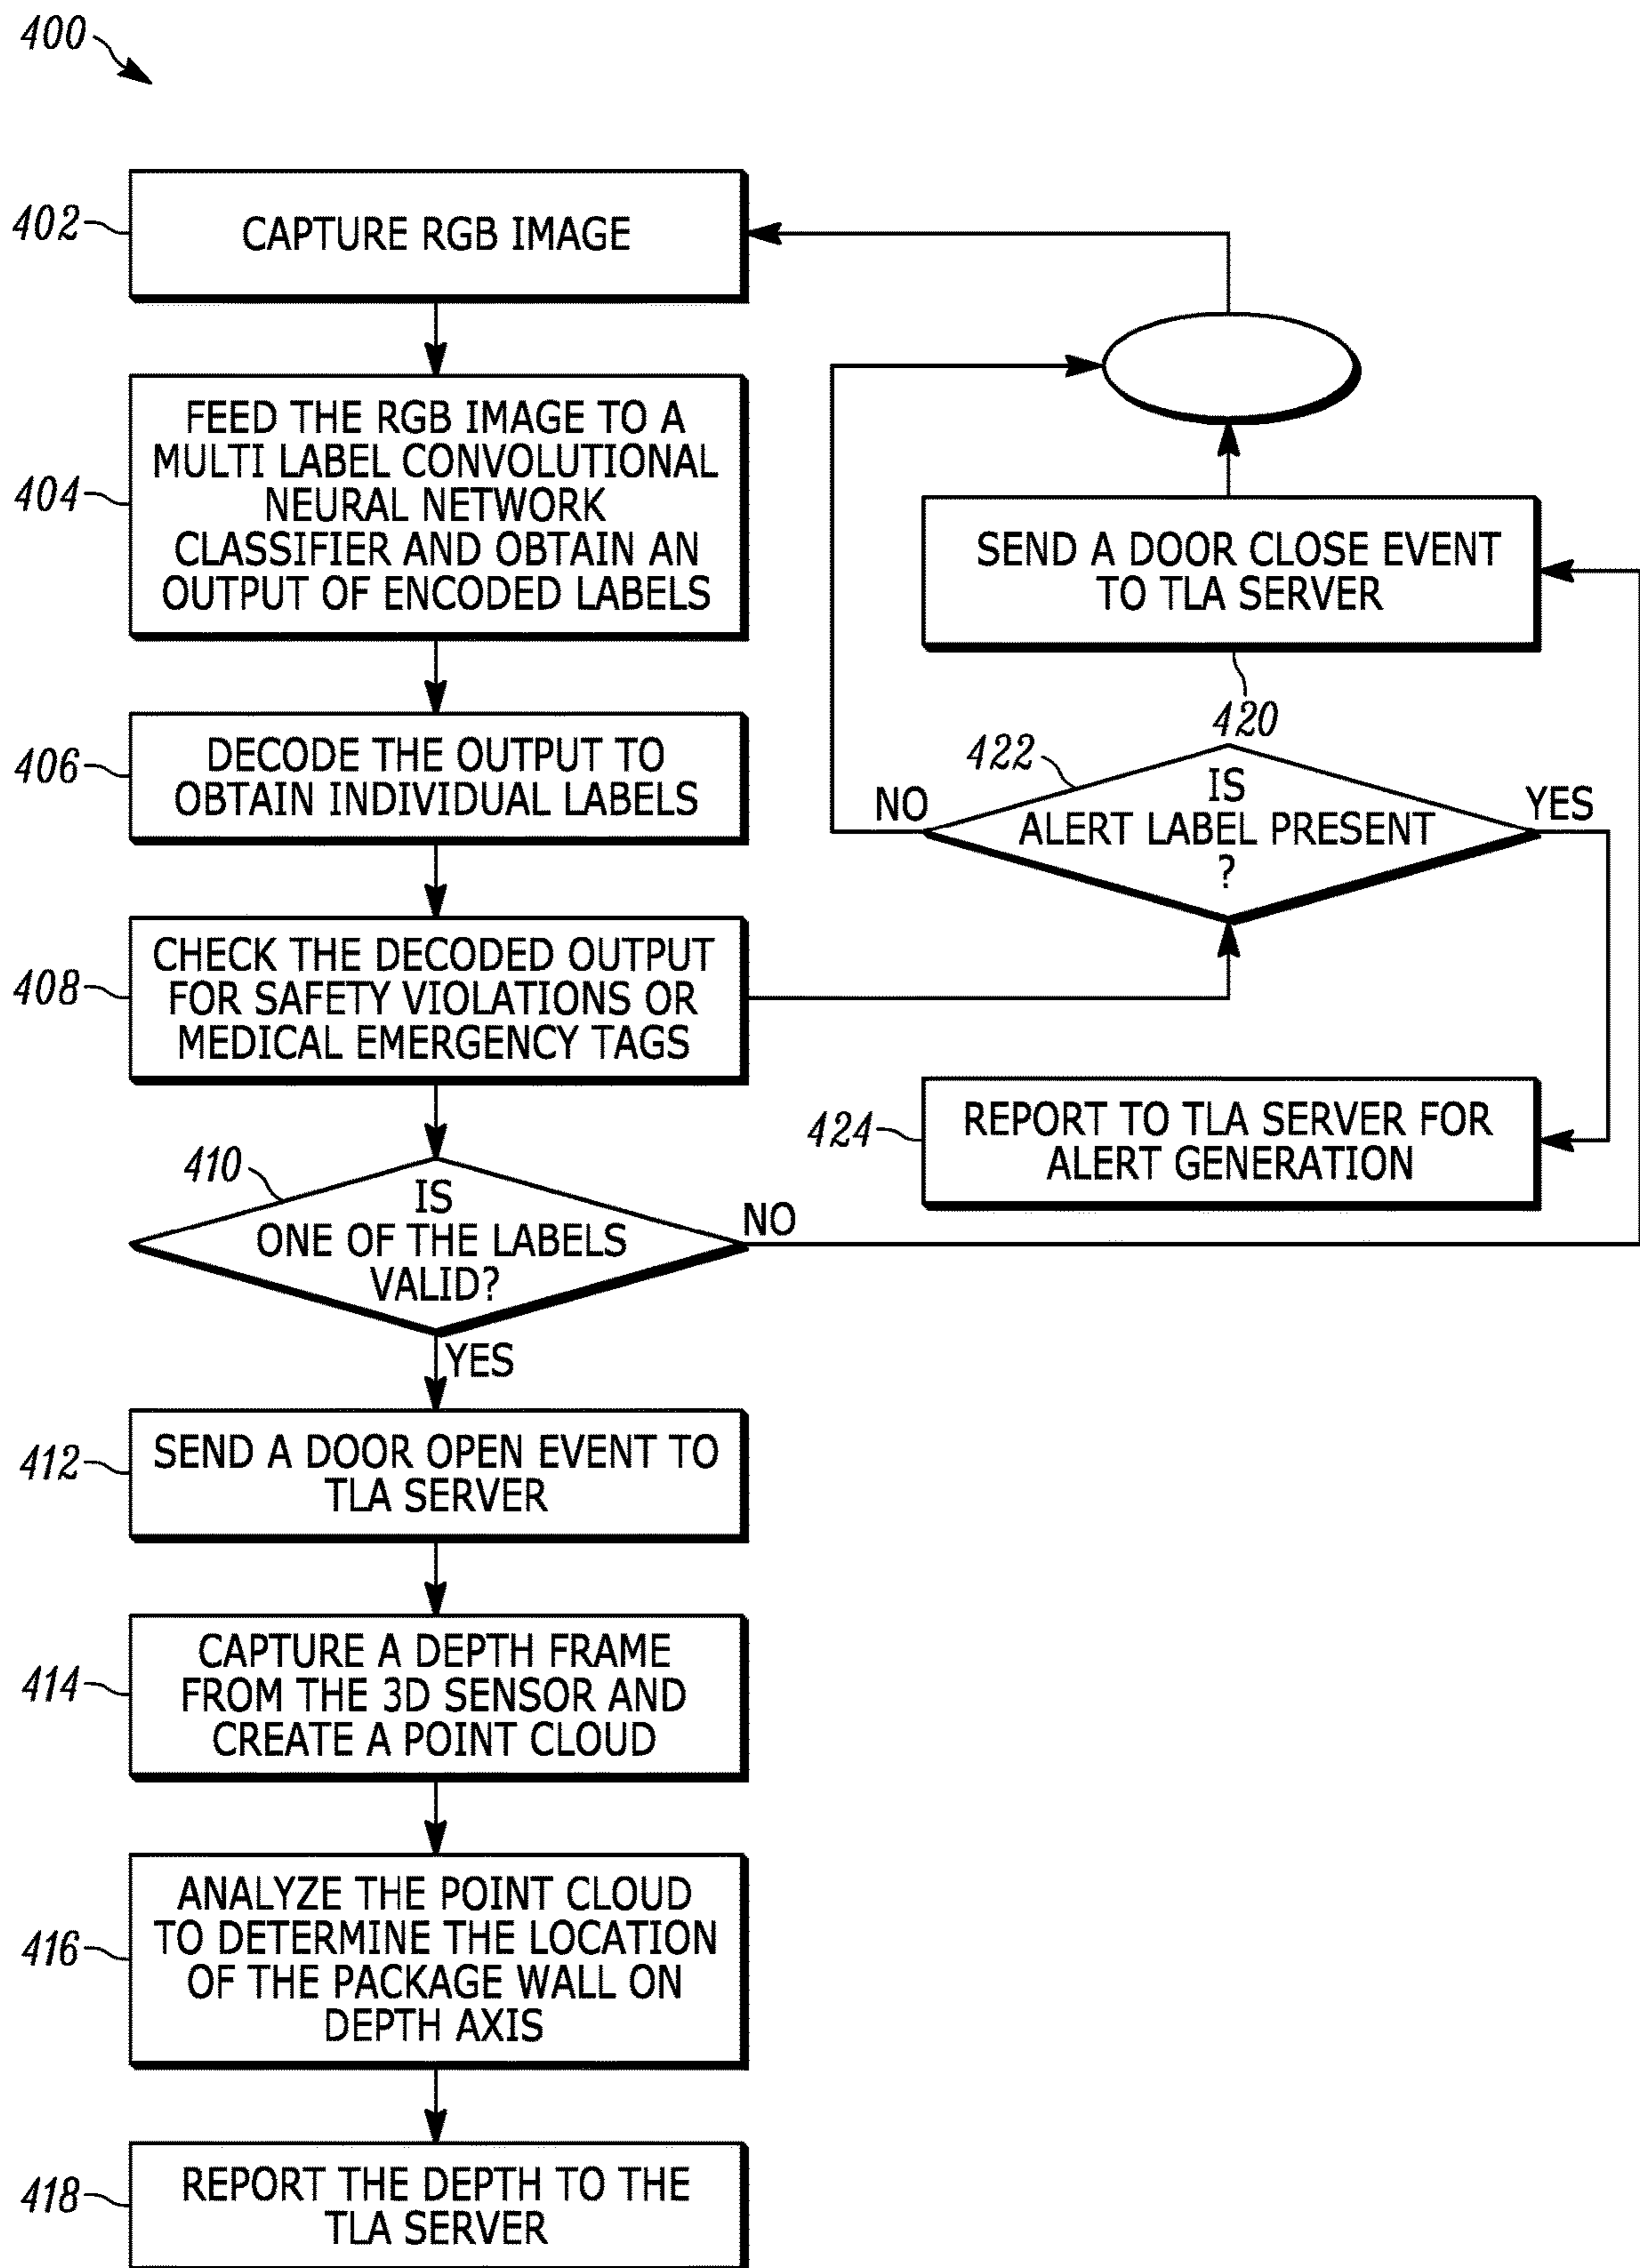 400
402
CAPTURE RGB IMAGE
404
FEED THE RGB IMAGE TO A
MULTI LABEL CONVOLUTIONAL
NEURAL NETWORK
CLASSIFIER AND OBTAIN AN
OUTPUT OF ENCODED LABELS
406
DECODE THE OUTPUT TO
OBTAIN INDIVIDUAL LABELS
408
CHECK THE DECODED OUTPUT
FOR SAFETY VIOLATIONS OR
MEDICAL EMERGENCY TAGS
410
IS
ONE OF THE LABELS
VALID?
NO
YES
412
SEND A DOOR OPEN EVENT TO
TLA SERVER
414
CAPTURE A DEPTH FRAME
FROM THE 3D SENSOR AND
CREATE A POINT CLOUD
416
ANALYZE THE POINT CLOUD
TO DETERMINE THE LOCATION
OF THE PACKAGE WALL ON
DEPTH AXIS
418
REPORT THE DEPTH TO THE
TLA SERVER
SEND A DOOR CLOSE EVENT
TO TLA SERVER
420
422
NO
IS
ALERT LABEL PRESENT
?
YES
424
REPORT TO TLA SERVER FOR
ALERT GENERATION